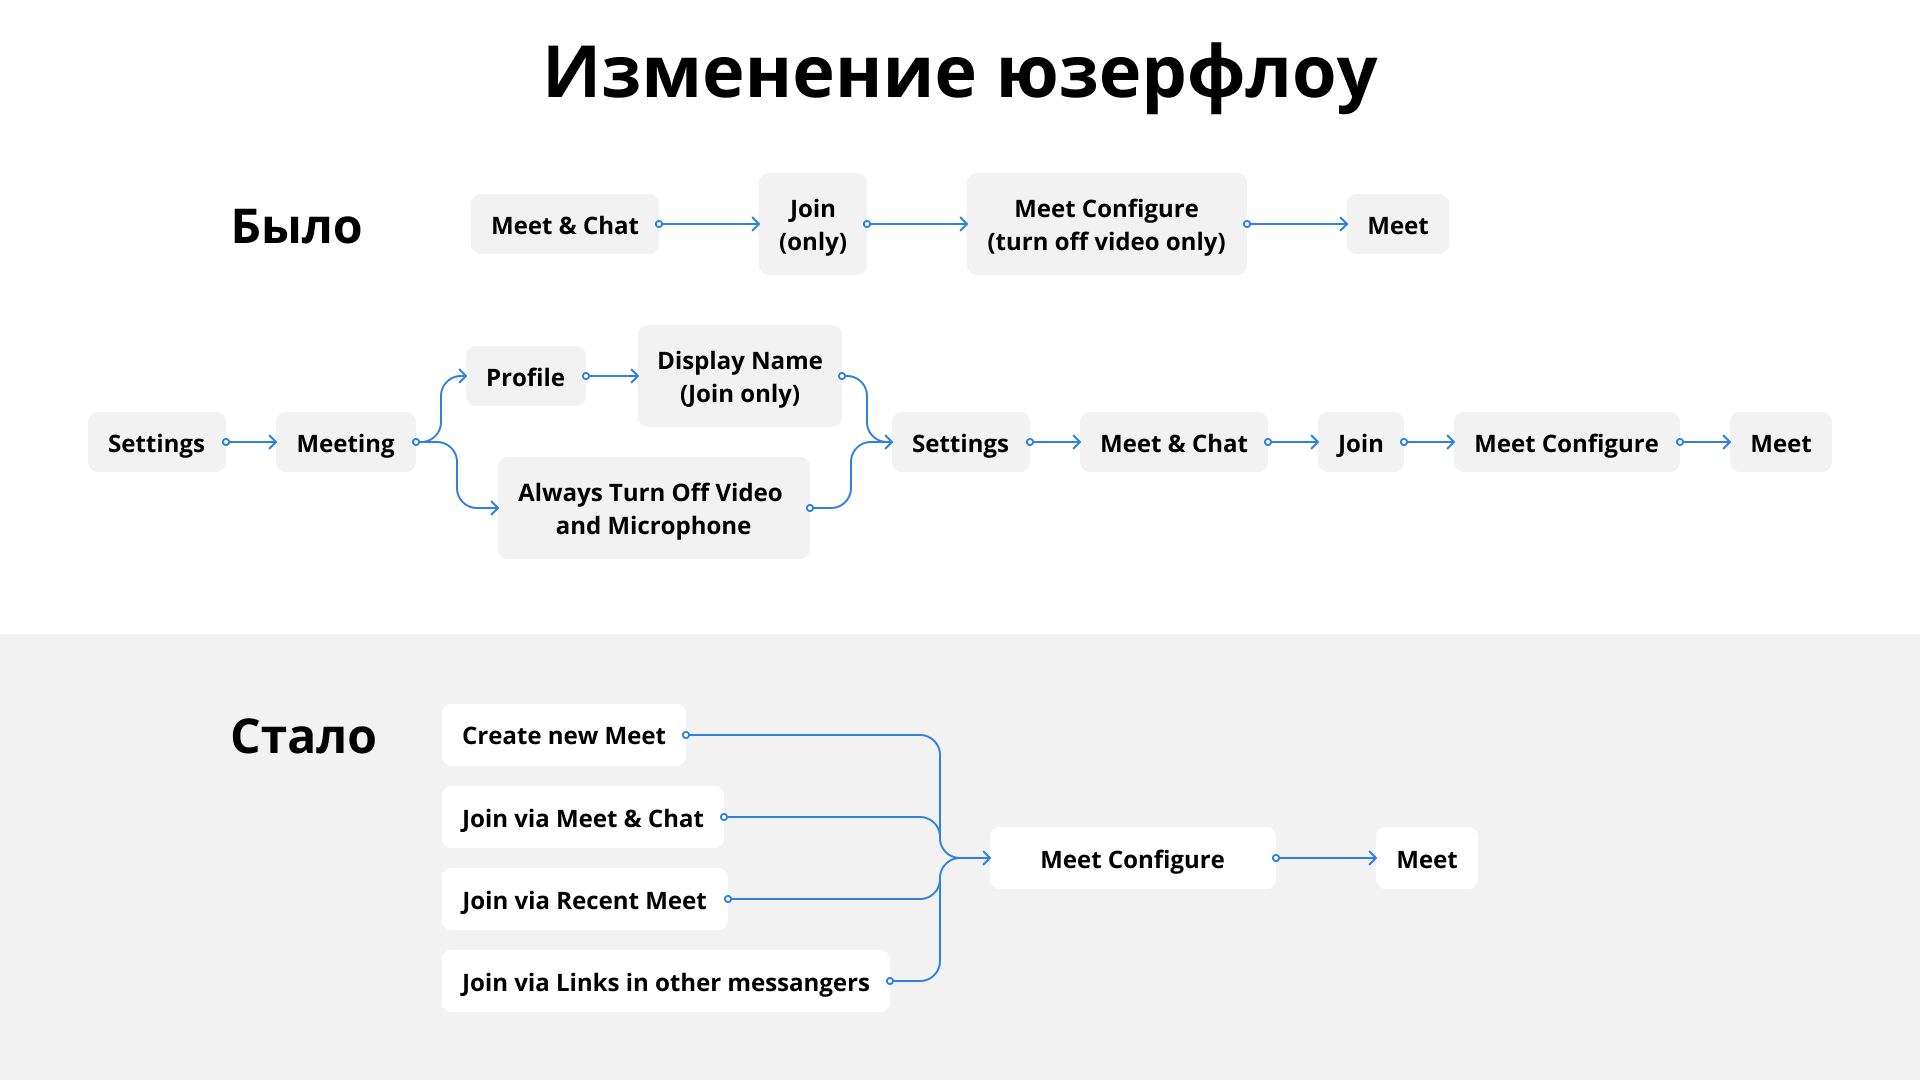 Изменение юзерфлоу
Было
Meet & Chat
Join
(only)
Meet Configure
(turn off video only)
Meet
Settings
Meeting
Profile
Display Name
(Join only)
Always Turn Off Video
and Microphone
Settings
Meet & Chat
Join
Meet Configure
Meet
Стало
Create new Meet
Join via Meet & Chat
Join via Recent Meet
Join via Links in other messangers
Meet Configure
Meet